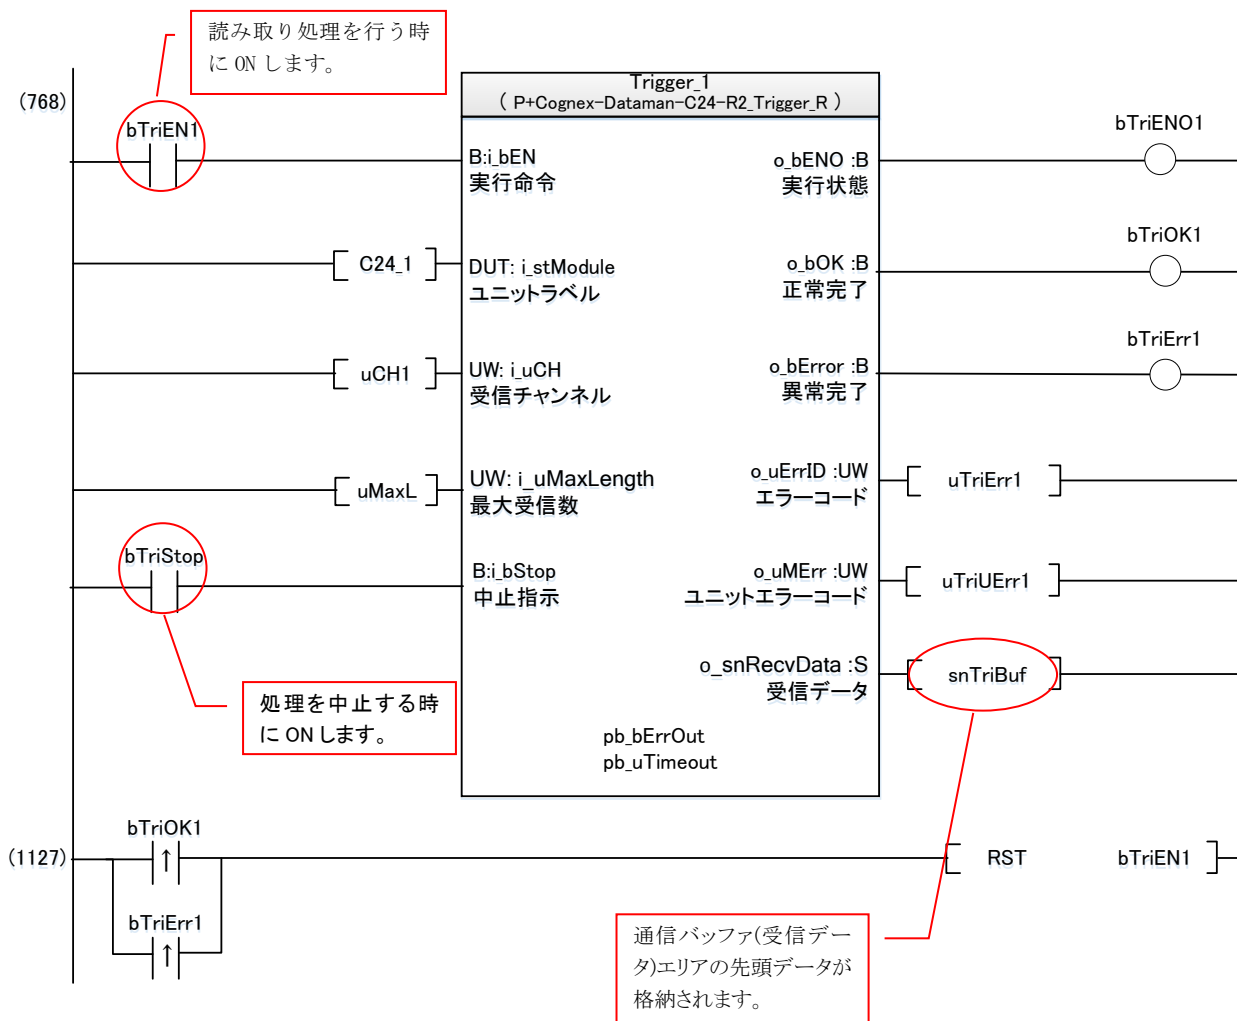 読み取り処理を行う時
に ON します。
(768)
Trigger_1
( P+Cognex-Dataman-C24-R2_Trigger_R )
bTriEN1
bTriENO1
B:i_bEN
o_bENO :B
実行命令
実行状態
bTriOK1
C24_1
DUT: i_stModule
o_bOK :B
ユニットラベル
正常完了
bTriErr1
uCH1
UW: i_uCH
o_bError :B
受信チャンネル
異常完了
uMaxL
UW: i_uMaxLength
o_uErrID :UW
uTriErr1
最大受信数
エラーコード
bTriStop
B:i_bStop
o_uMErr :UW
uTriUErr1
中止指示
ユニットエラーコード
o_snRecvData :S
snTriBuf
受信データ
処理を中止する時
に ON します。
pb_bErrOut
pb_uTimeout
bTriOK1
(1127)
RST bTriEN1
bTriErr1
通信バッファ(受信デー
タ)エリアの先頭データが
格納されます。